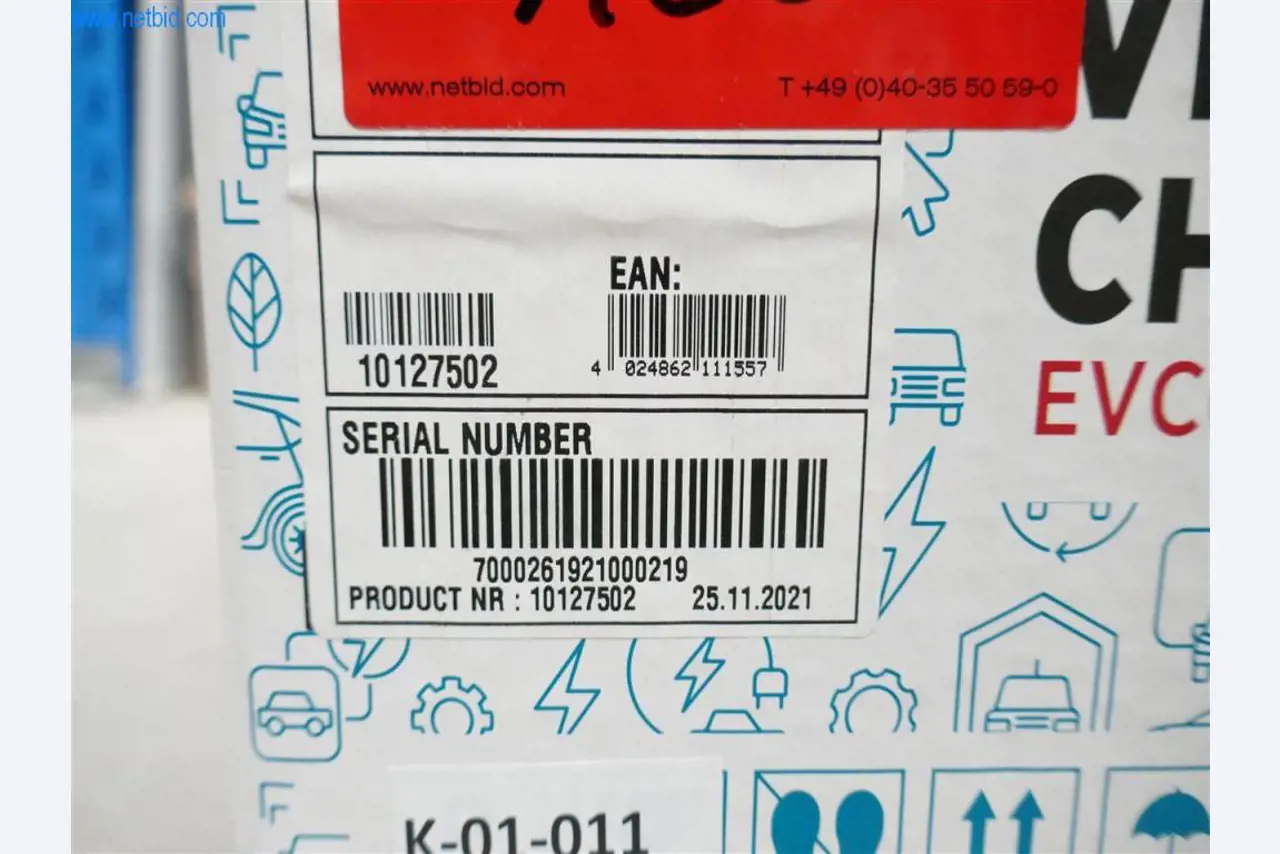 www.netbid.com
www.netbid.com T +49 (0)40-35 50 59-0
EAN:
10127502
4 024862 111557
SERIAL NUMBER
7000261921000219
PRODUCT NR : 10127502 25.11.2021
CH
EVC
K-01-011